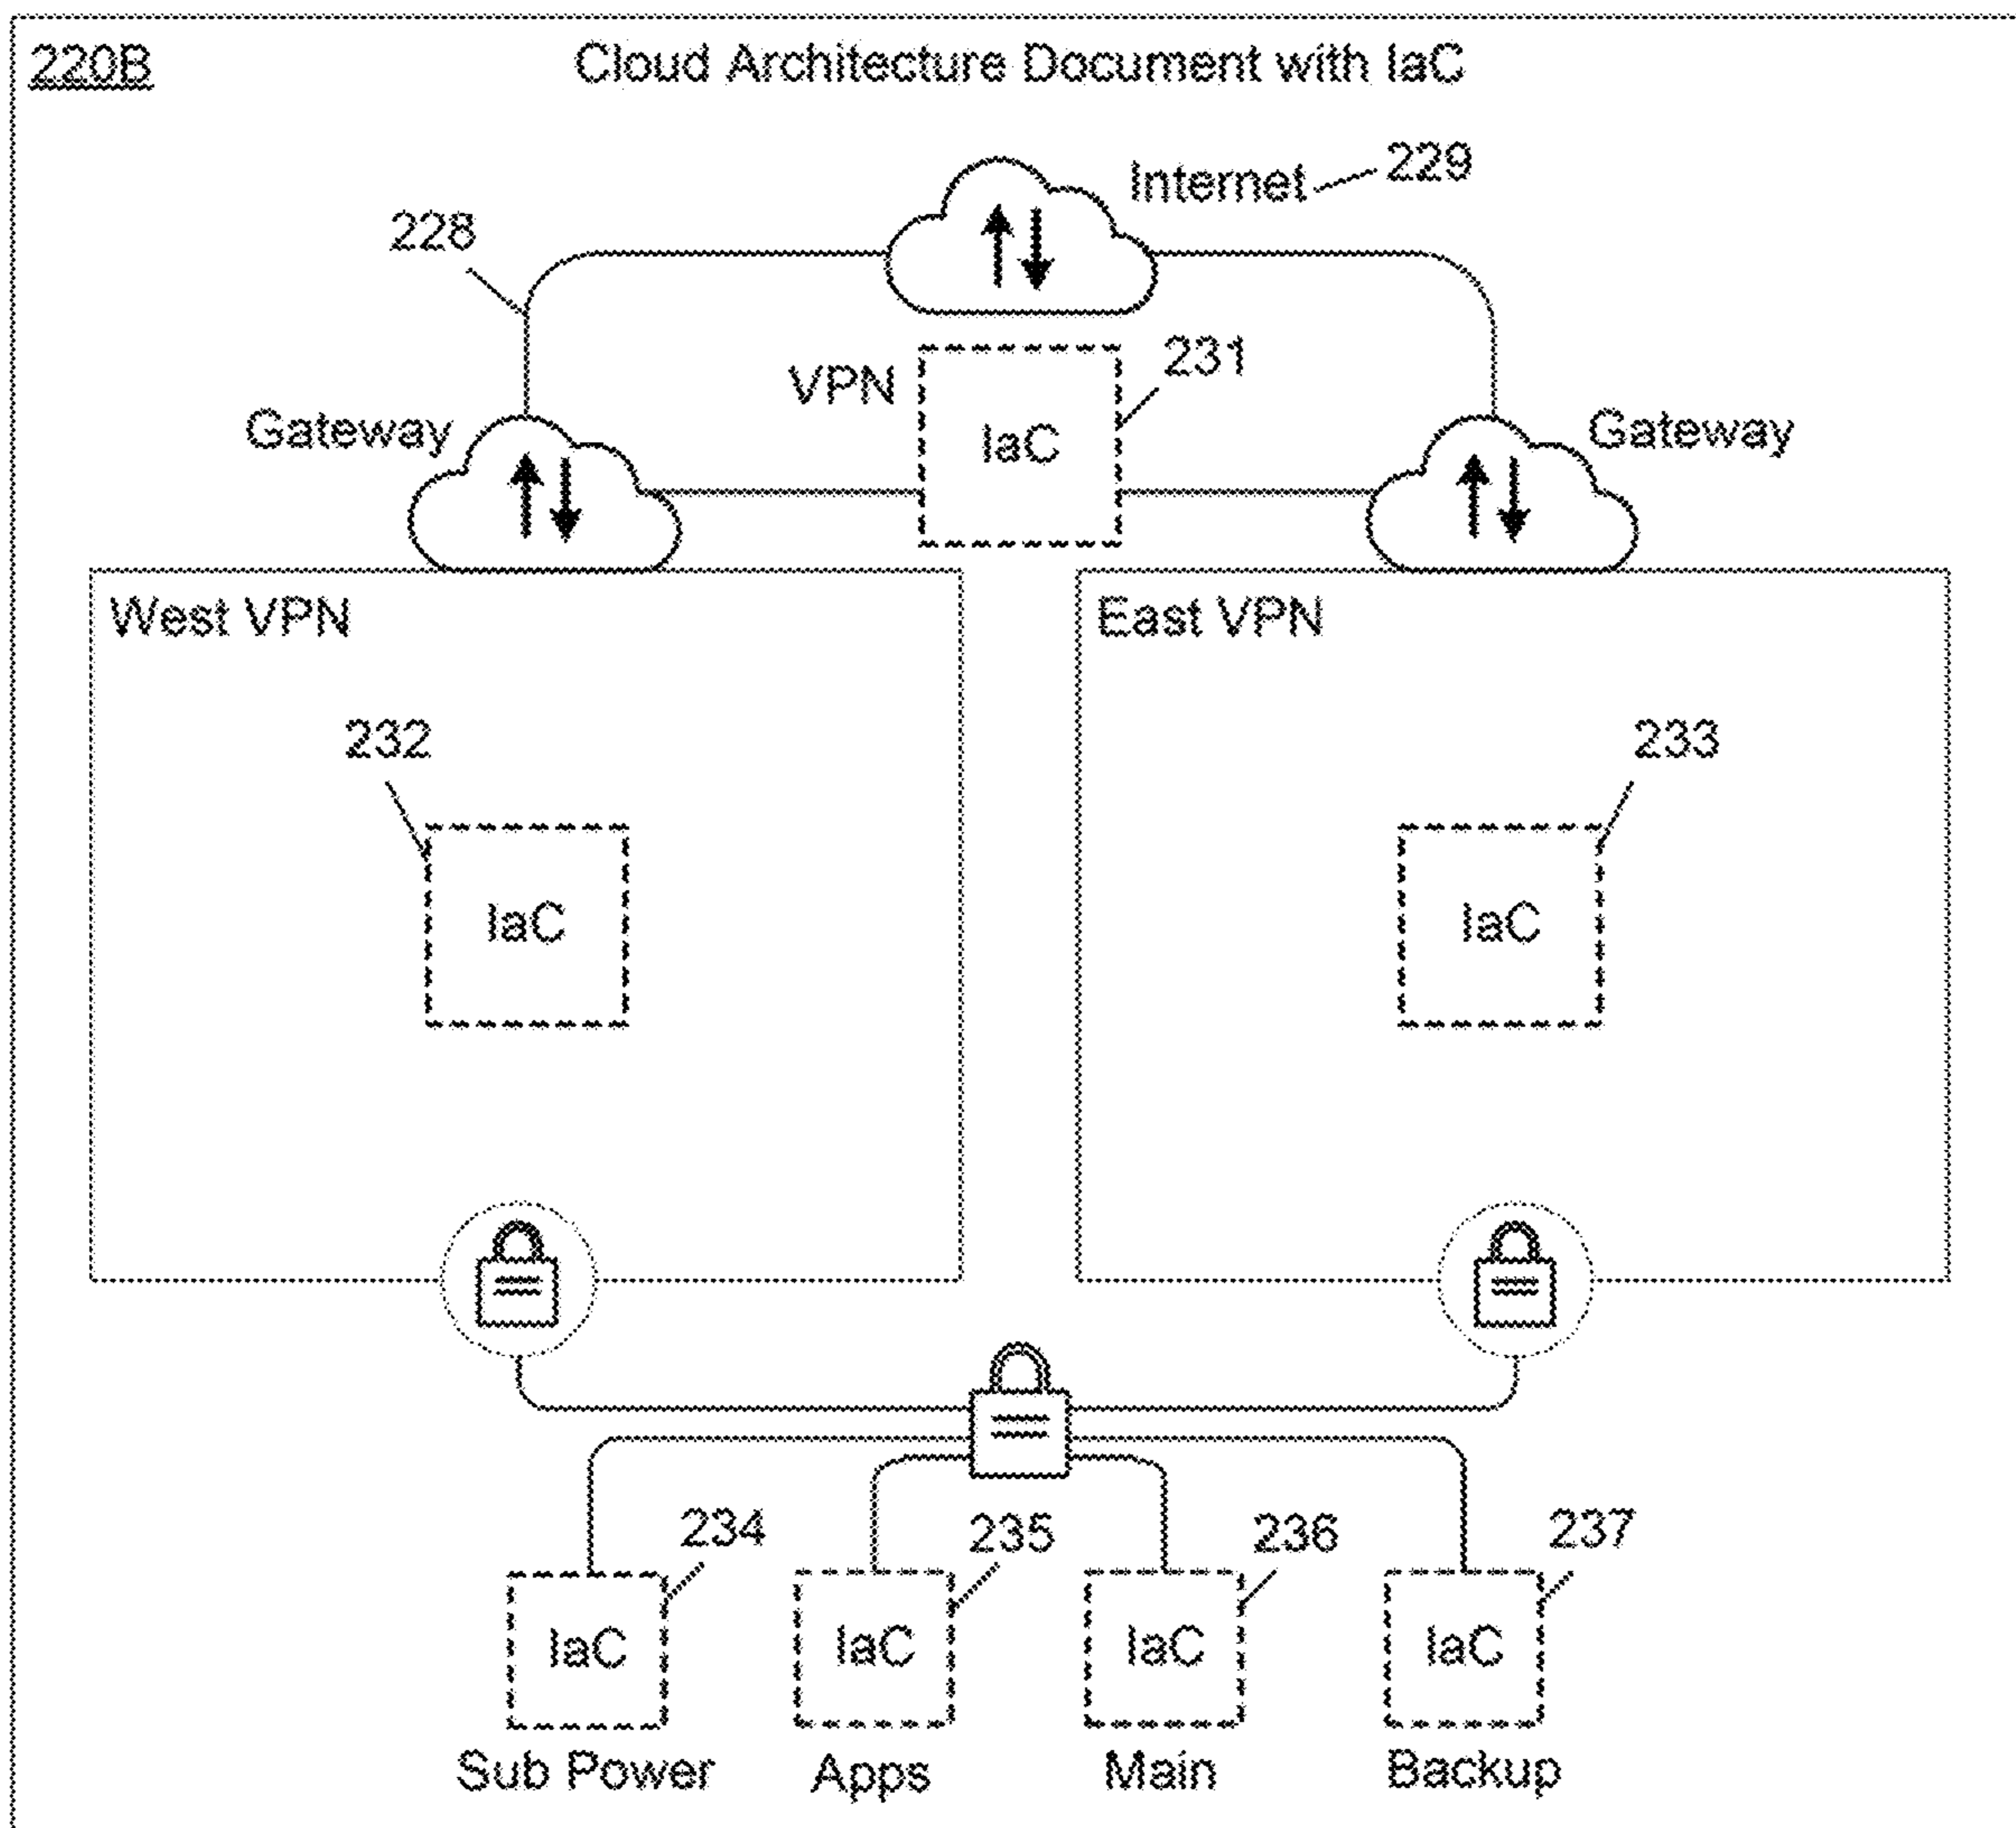 220B
Cloud Architecture Document with IaC
Internet
229
228
VPN
231
Gateway
IaC
Gateway
West VPN
East VPN
232
233
IaC
IaC
234
235
236
237
IaC
IaC
IaC
IaC
Sub Power
Apps
Main
Backup